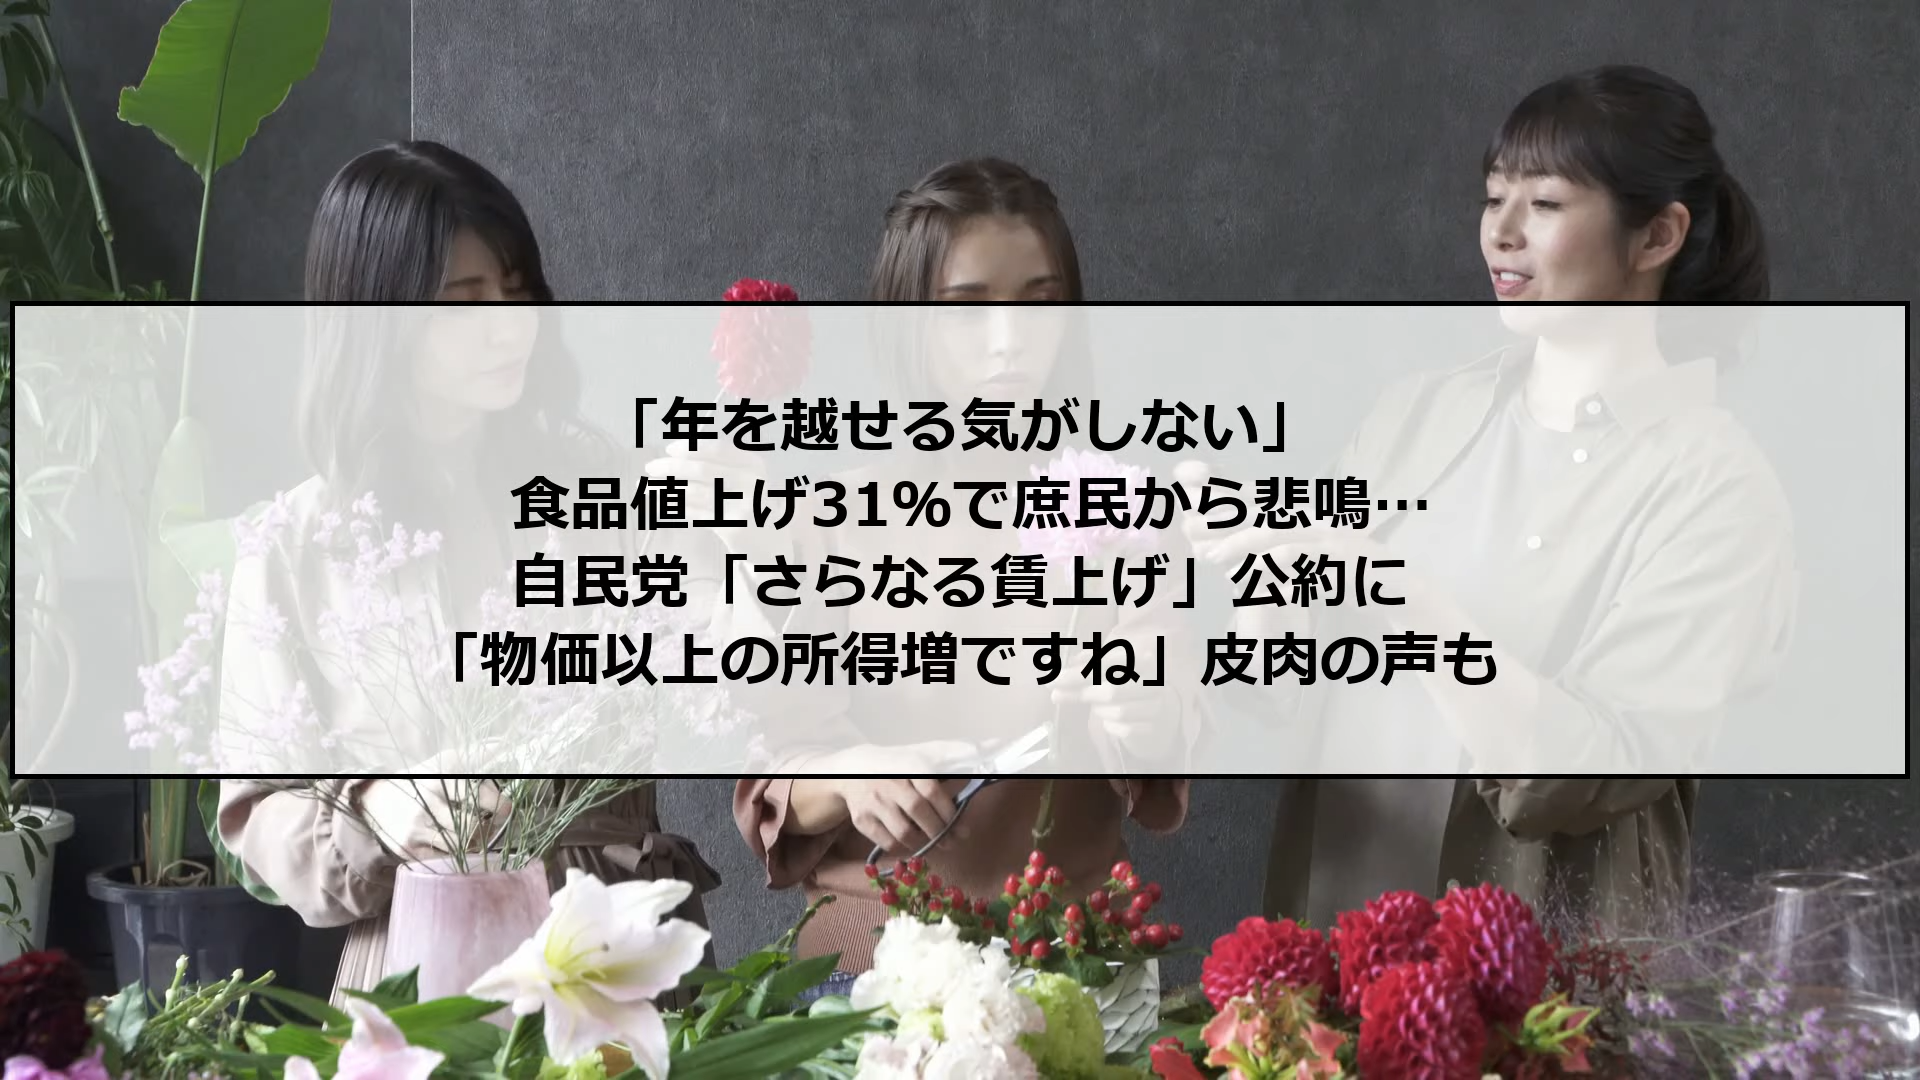 「年を越せる気がしない」
食品値上げ31%で庶民から悲鳴…
自民党「さらなる賃上げ」公約に
「物価以上の所得増ですね」皮肉の声も